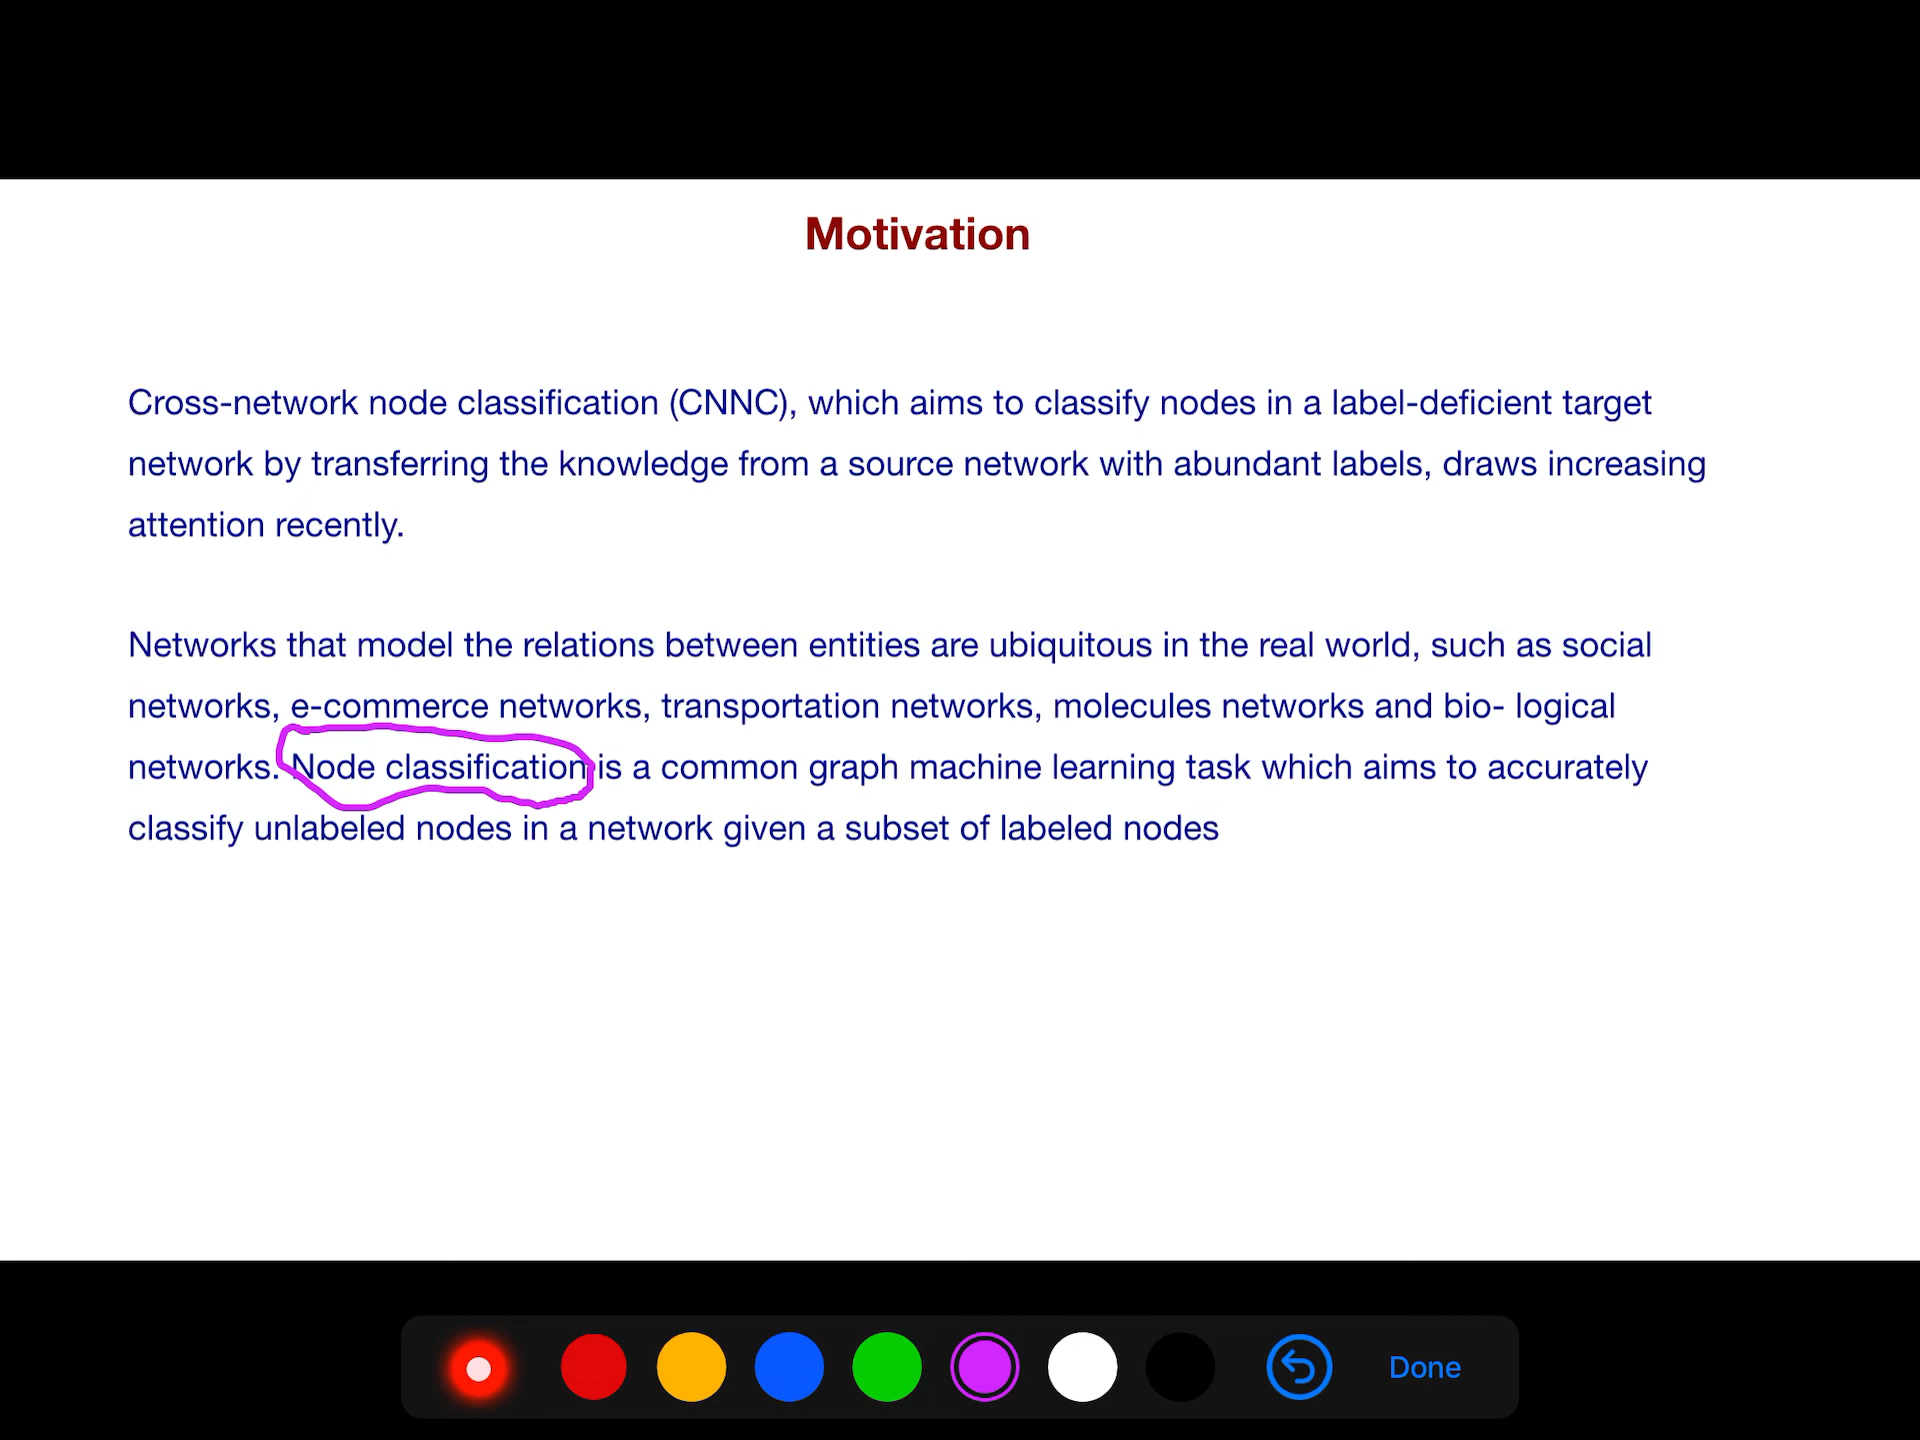 Motivation
Cross-network node classification (CNNC), which aims to classify nodes in a label-deficient target
network by transferring the knowledge from a source network with abundant labels, draws increasing
attention recently.
Networks that model the relations between entities are ubiquitous in the real world, such as social
networks, e-commerce networks, transportation networks, molecules networks and bio- logical
networks. Node classification is a common graph machine learning task which aims to accurately
classify unlabeled nodes in a network given a subset of labeled nodes
Done